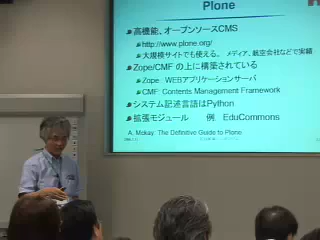 Plone
高機能、オープンソースCMS
http://www.plone.org/
大規模サイトでも使える。 メディア、航空会社などで実績
Zope/CMF の上に構築されている
Zope WEBアプリケーションサーバ
CMF: Contents Management Framework
システム記述言語はPython
拡張モジュール 例. EduCommons
A. Mckay: The Definitive Guide to Plone